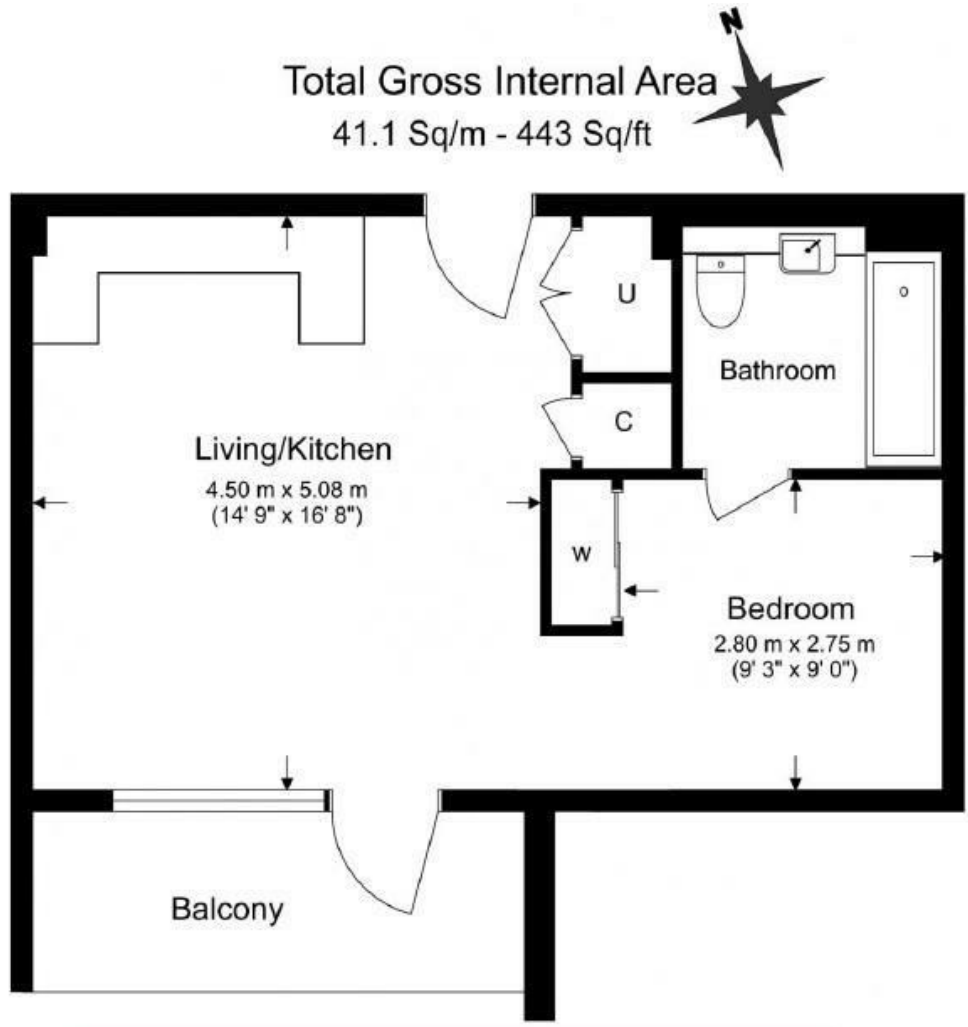 N
Total Gross Internal Area
41.1 Sq/m - 443 Sq/ft
U
Bathroom
C
Living/Kitchen
4.50 m x 5.08 m
(14' 9" x 16' 8")
w
Bedroom
2.80 m x 2.75 m
(9' 3" x 9' 0")
Balcony